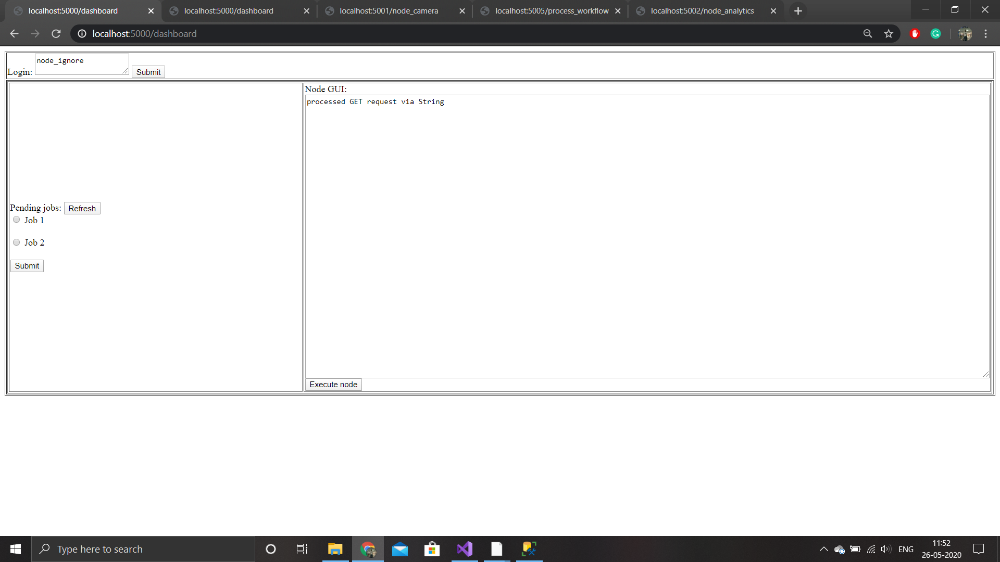 localhost:5000/dashboard
localhost:5000/dashboard
localhost:5001/node_camera
localhost:5005/process_workflow
localhost:5002/node_analytics
localhost:5000/dashboard
node_ignore
Login:
Submit
Node GUI:
processed GET request via String
Pending jobs:
Refresh
Job 1
Job 2
Submit
Execute node
Type here to search
ENG
11:52
26-05-2020